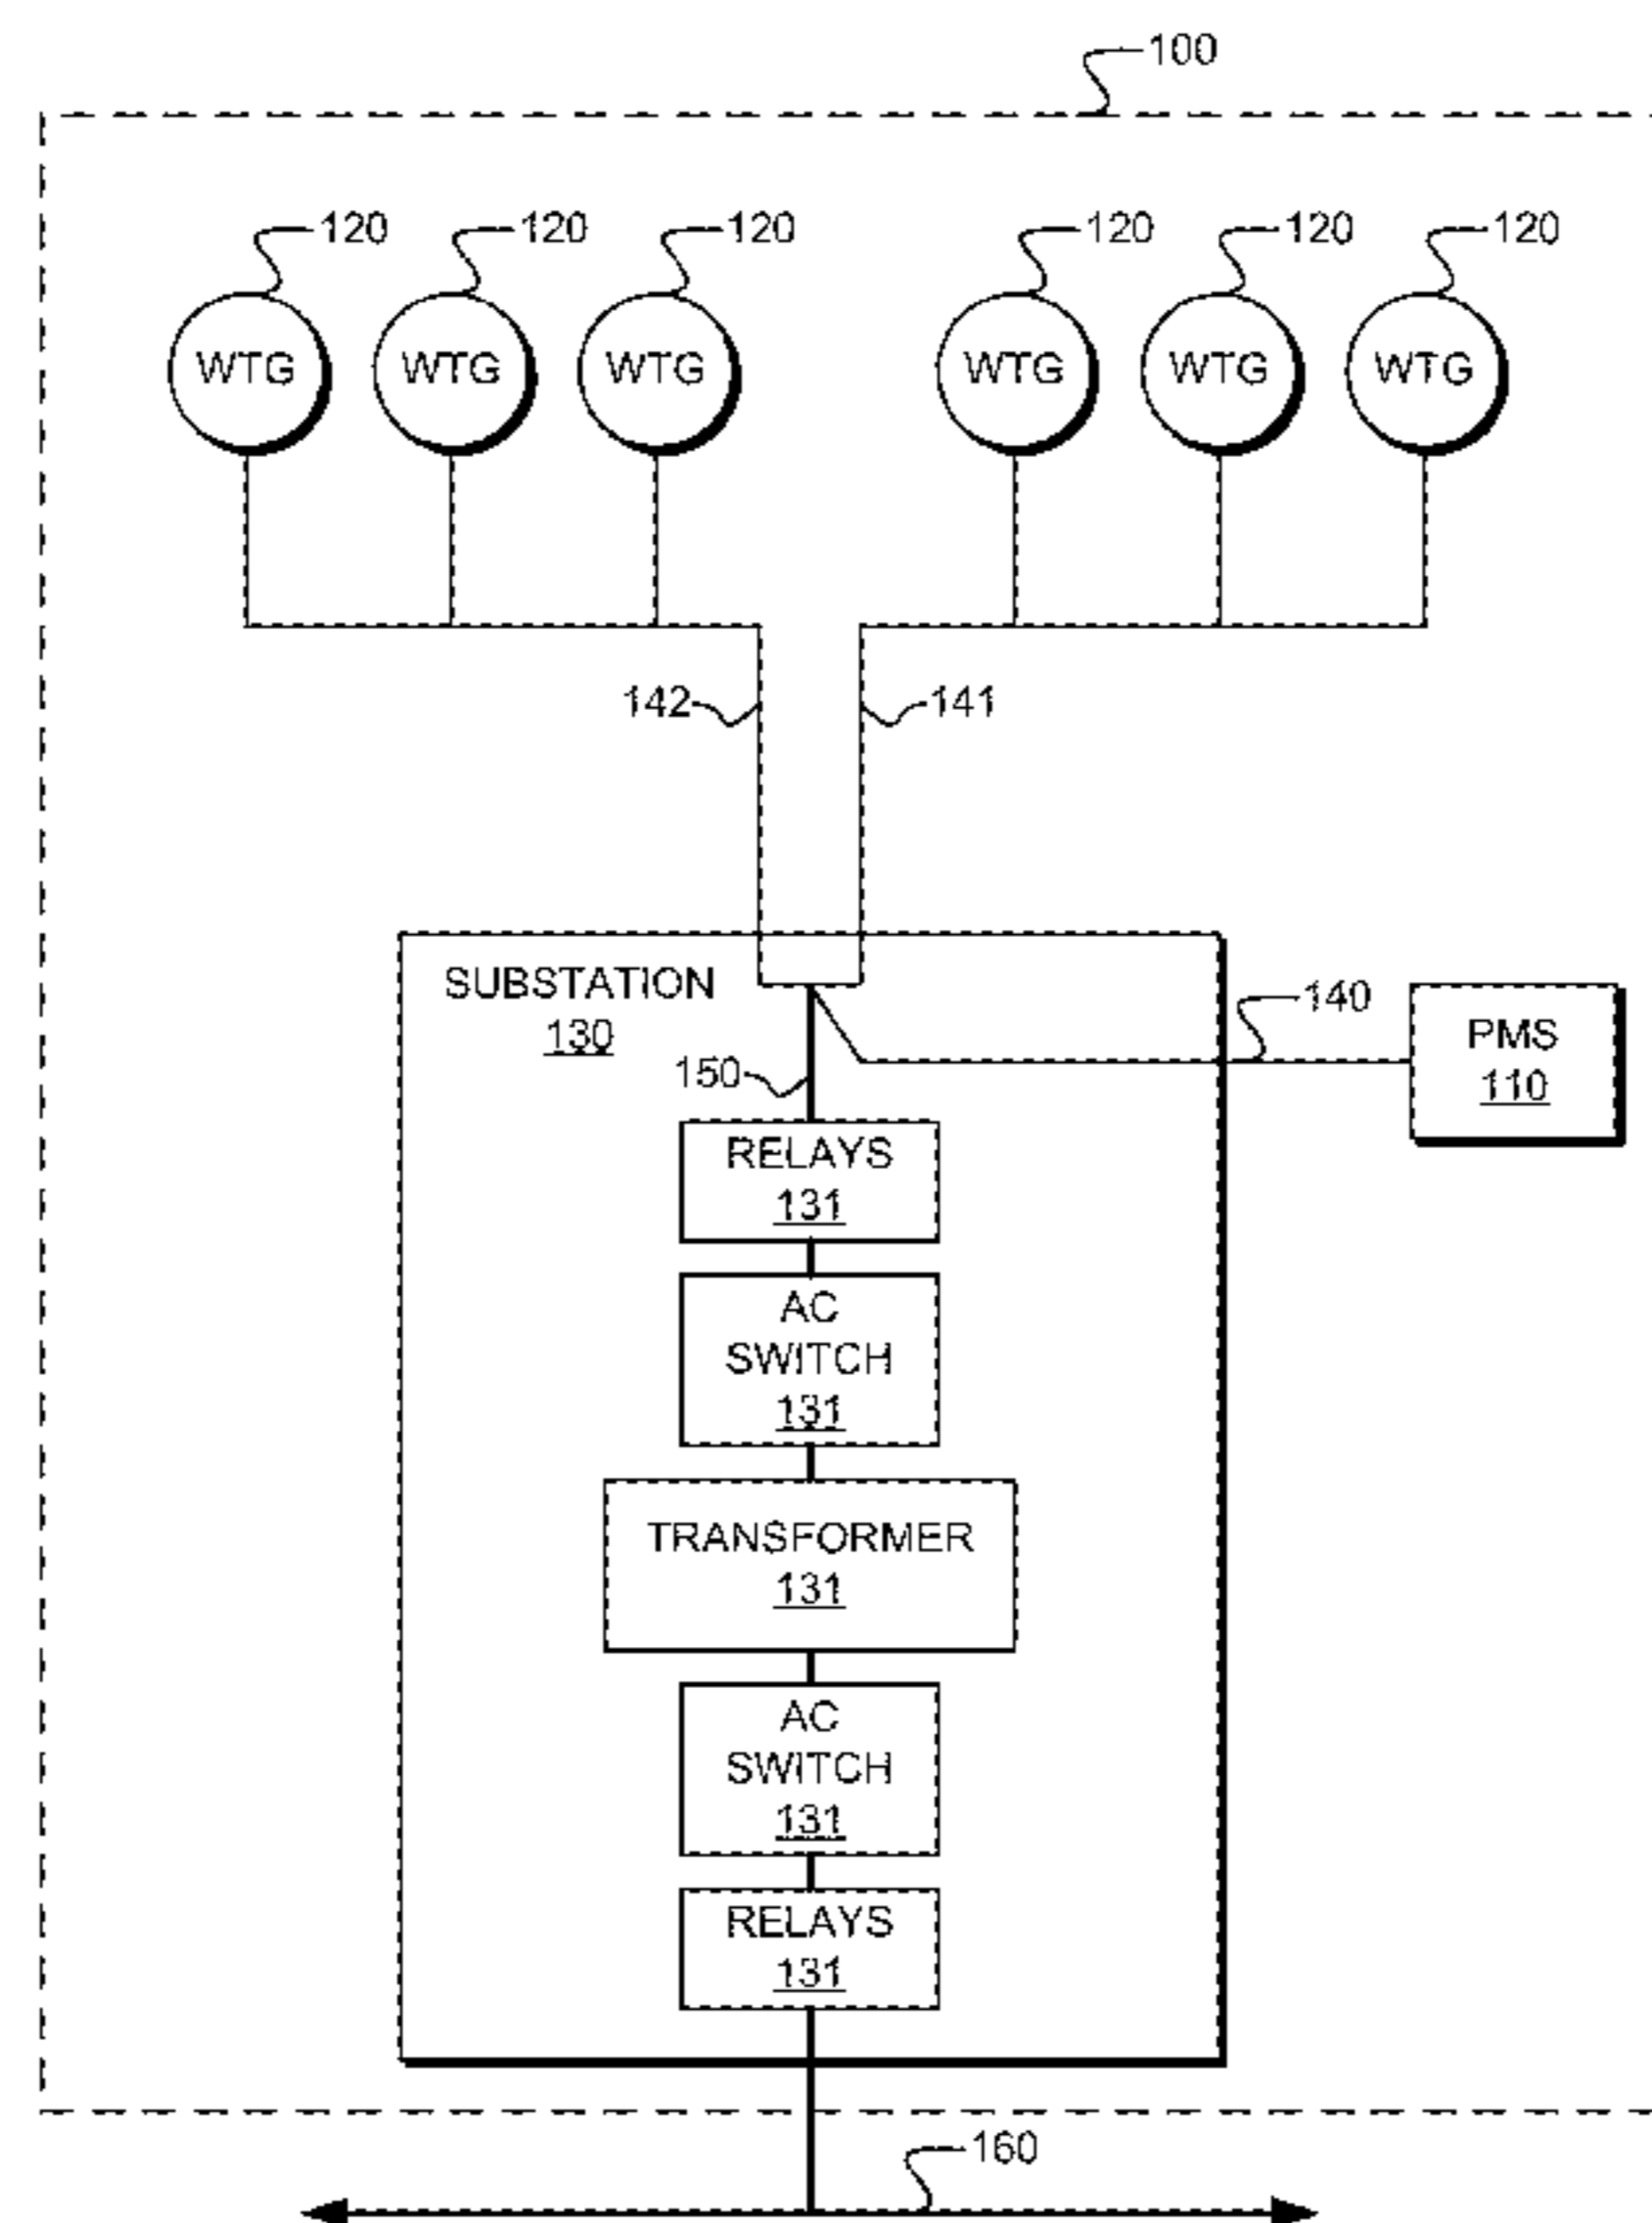 100
120 120 120 120 120 120
WTG WTG WTG WTG WTG WTG
142 141
SUBSTATION
130
140
PMS
110
150
RELAYS
131
AC
SWITCH
131
TRANSFORMER
131
AC
SWITCH
131
RELAYS
131
160